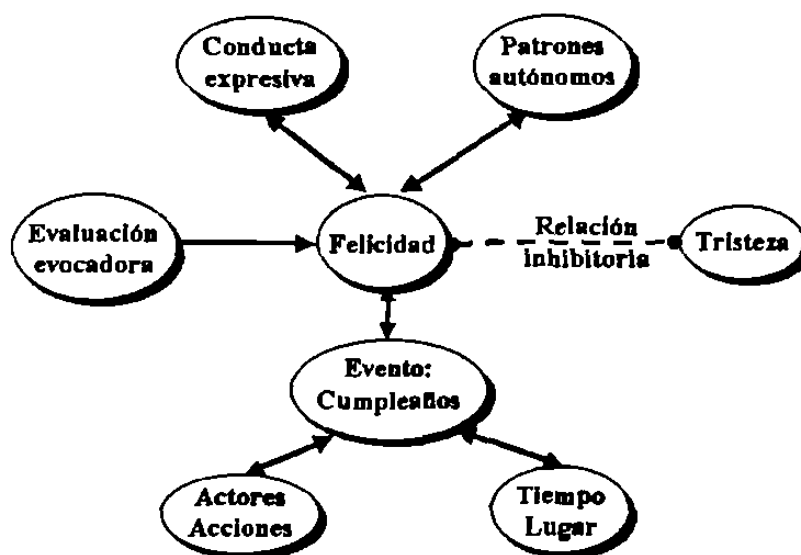 Conducta
expresiva
Patrones
autónomos
Evaluación
evocadora
Felicidad
Relación
inhibitoria
Tristeza
Evento:
Cumpleaños
Actores
Acciones
Tiempo
Lugar